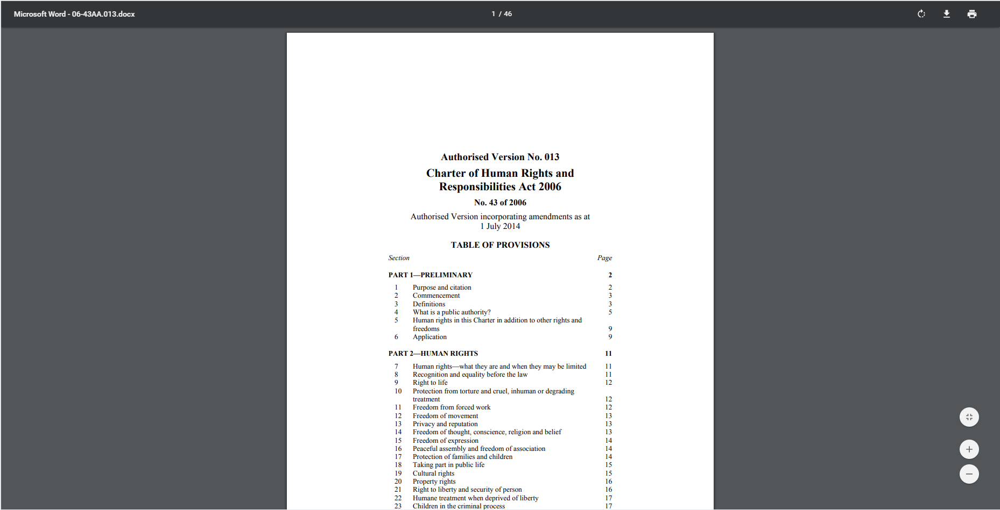 Microsoft Word - 06-43AA.013.docx
1 / 46
Authorised Version No. 013
Charter of Human Rights and
Responsibilities Act 2006
No. 43 of 2006
Authorised Version incorporating amendments as at
1 July 2014
TABLE OF PROVISIONS
Section Page
PART 1—PRELIMINARY 2
1 Purpose and citation 2
2 Commencement 3
3 Definitions 3
4 What is a public authority? 5
5 Human rights in this Charter in addition to other rights and
freedoms 9
6 Application 9
PART 2—HUMAN RIGHTS 11
7 Human rights—what they are and when they may be limited 11
8 Recognition and equality before the law 11
9 Right to life 12
10 Protection from torture and cruel, inhuman or degrading
treatment 12
11 Freedom from forced work 12
12 Freedom of movement 13
13 Privacy and reputation 13
14 Freedom of thought, conscience, religion and belief 13
15 Freedom of expression 14
16 Peaceful assembly and freedom of association 14
17 Protection of families and children 14
18 Taking part in public life 15
19 Cultural rights 15
20 Property rights 16
21 Right to liberty and security of person 16
22 Humane treatment when deprived of liberty 17
23 Children in the criminal process 17